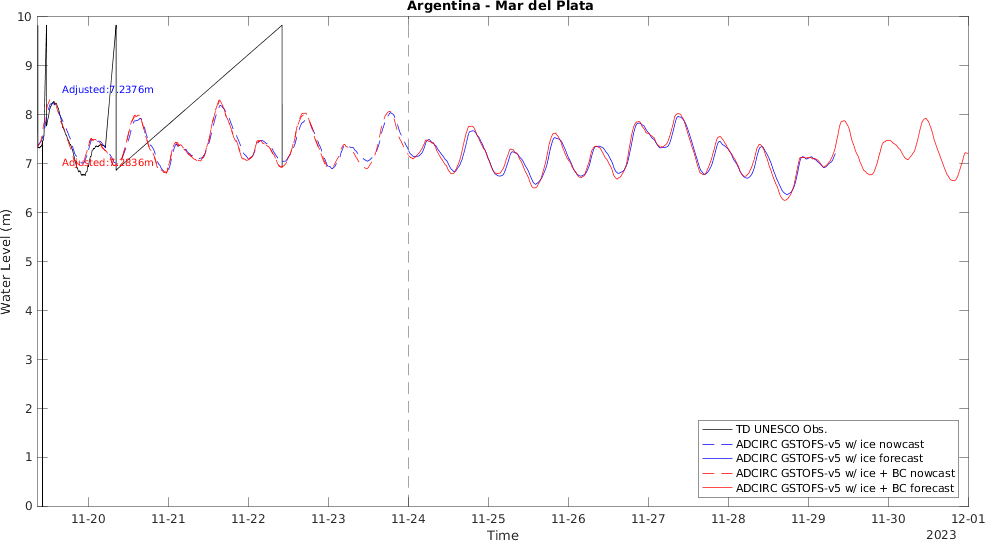 Argentina - Mar del Plata
Water Level (m)
10
9
8
7
6
5
4
3
2
1
0
Adjusted:7.2376m
Adjusted:7.2836m
TD UNESCO Obs.
ADCIRC GSTOFS-v5 w/ ice nowcast
ADCIRC GSTOFS-v5 w/ ice forecast
ADCIRC GSTOFS-v5 w/ ice + BC nowcast
ADCIRC GSTOFS-v5 w/ ice + BC forecast
11-20 11-21 11-22 11-23 11-24 11-25 11-26 11-27 11-28 11-29 11-30 12-01
Time
2023